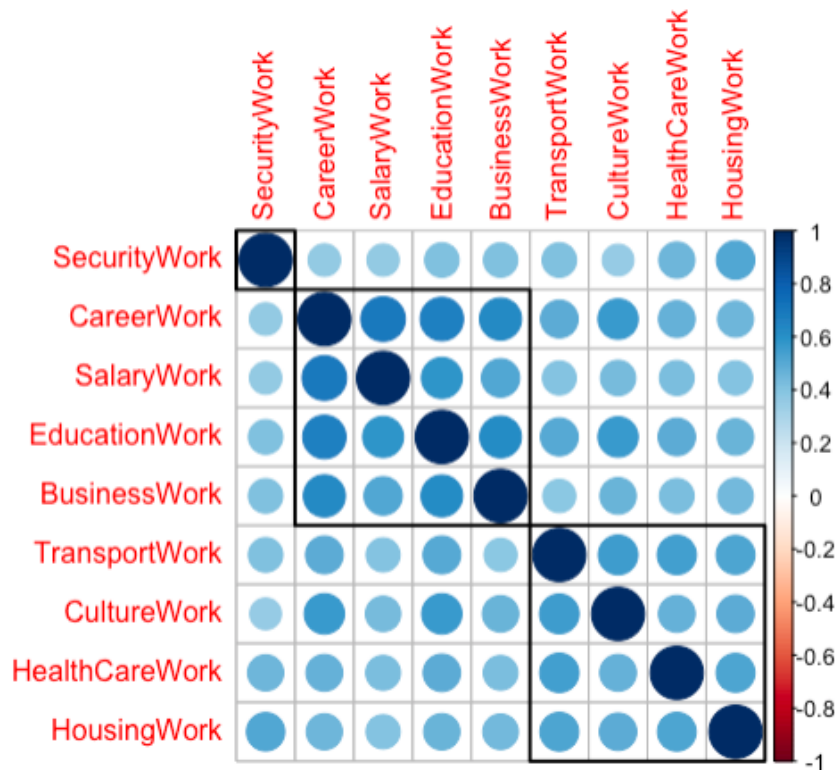 SecurityWork
CareerWork
SalaryWork
EducationWork
BusinessWork
TransportWork
CultureWork
HealthCareWork
HousingWork
SecurityWork
CareerWork
SalaryWork
EducationWork
BusinessWork
TransportWork
CultureWork
HealthCareWork
HousingWork
1
0.8
0.6
0.4
0.2
0
-0.2
-0.4
-0.6
-0.8
-1